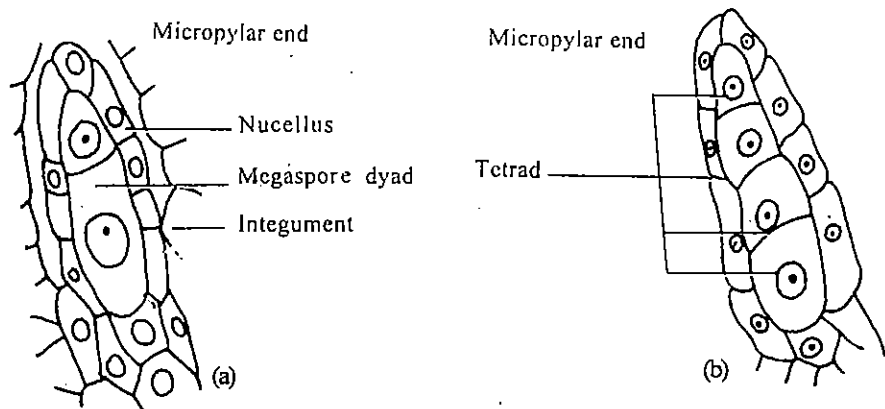 Micropylar end
Nucellus
Megaspore dyad
Integument
(a)
Micropylar end
Tetrad
(b)